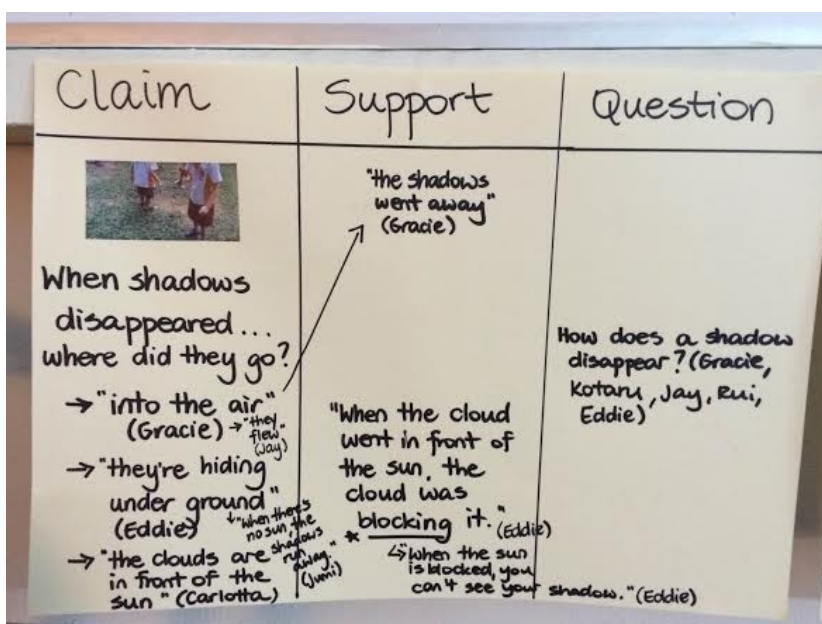 Claim
Support
Question
When shadows
disappeared...
where did they go?
→ "into the air"
(Gracie) → "they
flew"
(Jay)
→ "they're hiding
under ground"
(Eddie)
↳ "When there's
no sun, the
shadows
run
away."
(Jumi)
→ "the clouds are
in front of the
sun" (Carlotta)
"the shadows
went away"
(Gracie)
"When the cloud
went in front of
the sun, the
cloud was
* blocking it." (Eddie)
↳ "When the sun
is blocked, you
can't see your shadow." (Eddie)
How does a shadow
disappear? (Gracie,
Kotaru, Jay, Rui,
Eddie)